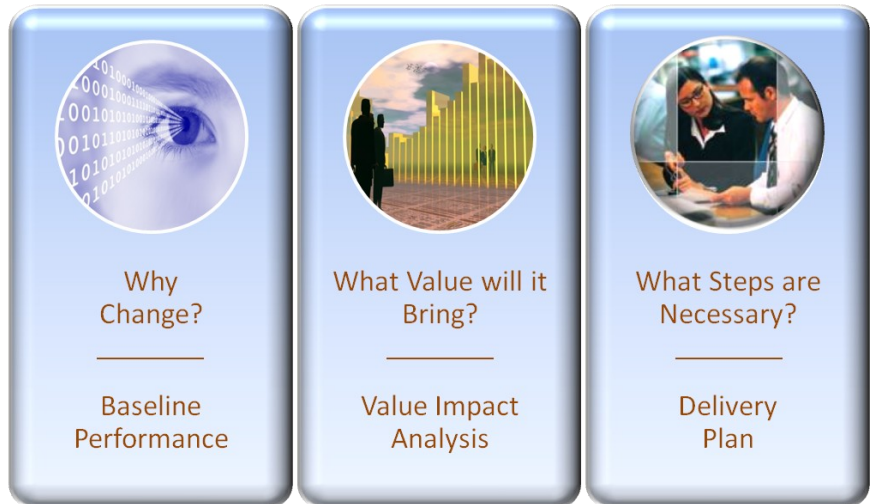 Why
Change?
Baseline
Performance
What Value will it
Bring?
Value Impact
Analysis
What Steps are
Necessary?
Delivery
Plan